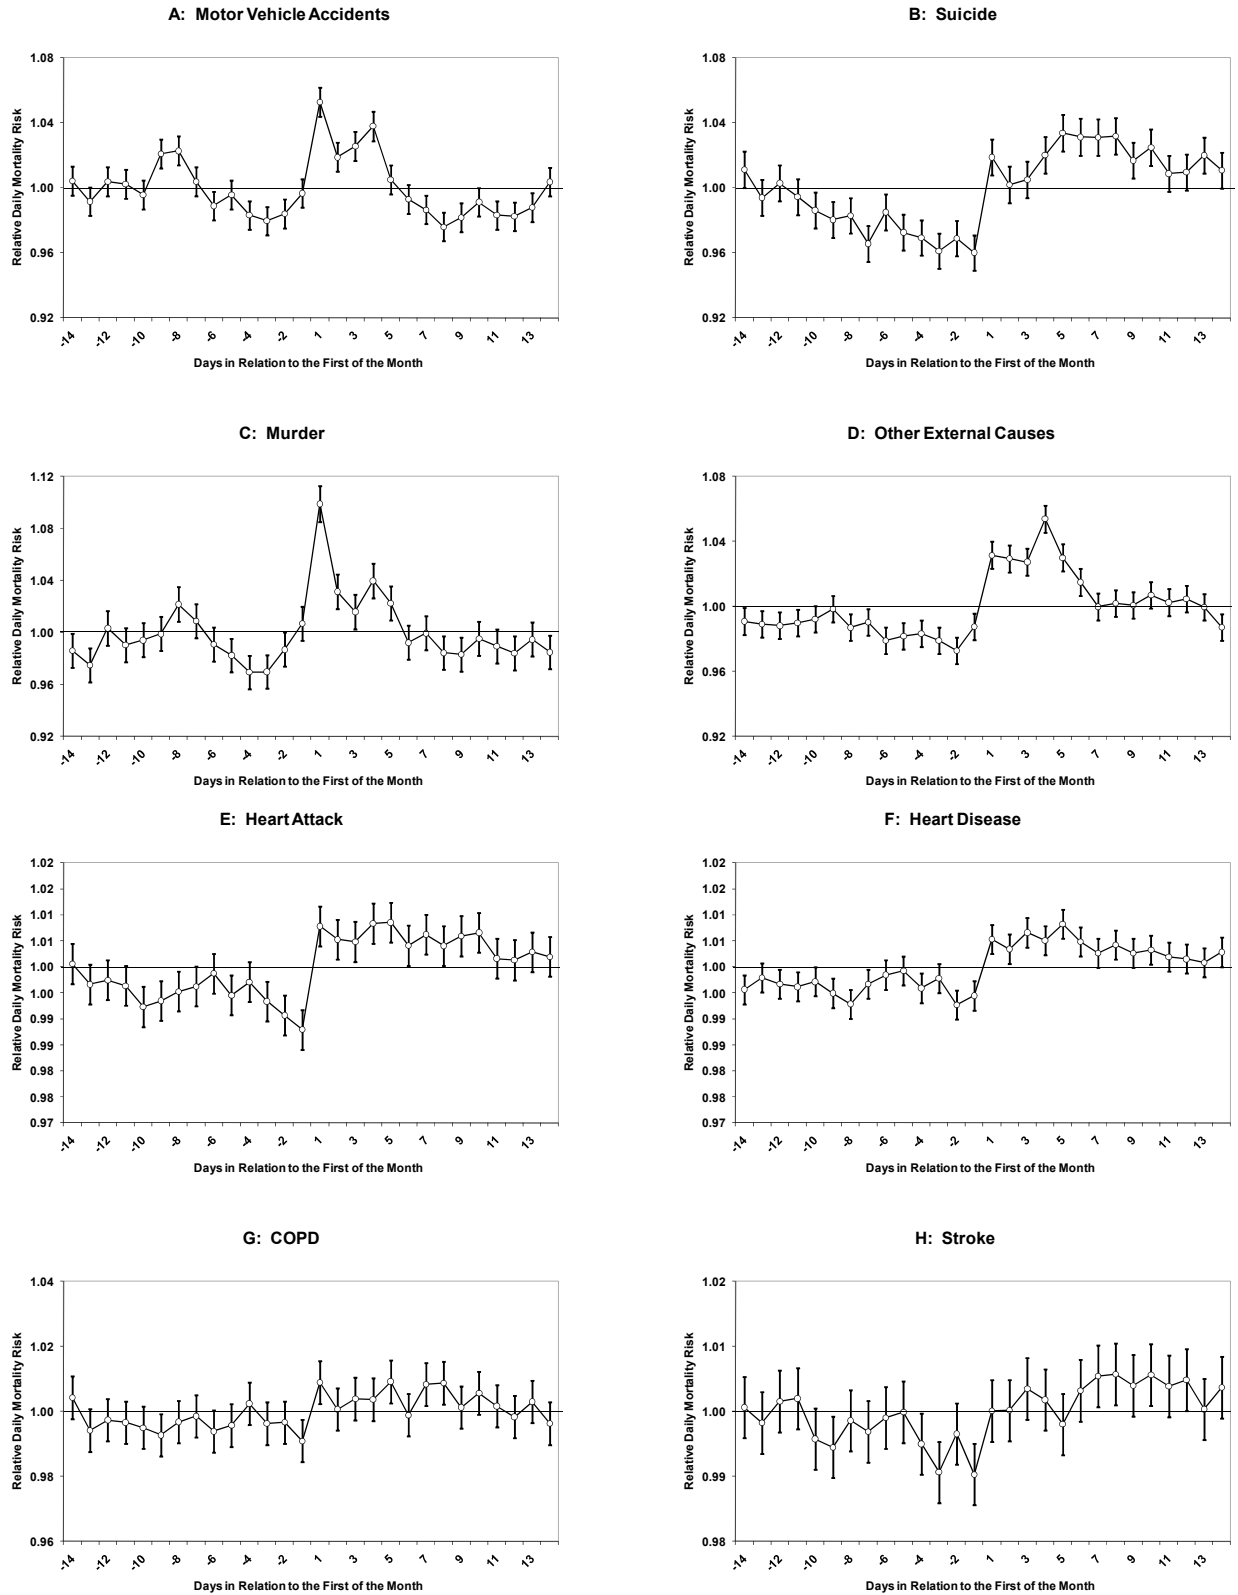 A: Motor Vehicle Accidents
1.08
1.04
1.00
0.96
0.92
Relative Daily Mortality Risk
-14 -12 -10 -8 -6 -4 -2 1 3 5 7 9 11 13
Days in Relation to the First of the Month
B: Suicide
1.08
1.04
1.00
0.96
0.92
Relative Daily Mortality Risk
-14 -12 -10 -8 -6 -4 -2 1 3 5 7 9 11 13
Days in Relation to the First of the Month
C: Murder
1.12
1.08
1.04
1.00
0.96
0.92
Relative Daily Mortality Risk
-14 -12 -10 -8 -6 -4 -2 1 3 5 7 9 11 13
Days in Relation to the First of the Month
D: Other External Causes
1.08
1.04
1.00
0.96
0.92
Relative Daily Mortality Risk
-14 -12 -10 -8 -6 -4 -2 1 3 5 7 9 11 13
Days in Relation to the First of the Month
E: Heart Attack
1.02
1.02
1.01
1.01
1.00
1.00
0.99
0.99
0.98
0.98
0.97
Relative Daily Mortality Risk
-14 -12 -10 -8 -6 -4 -2 1 3 5 7 9 11 13
Days in Relation to the First of the Month
F: Heart Disease
1.02
1.02
1.01
1.01
1.00
1.00
0.99
0.99
0.98
0.98
0.97
Relative Daily Mortality Risk
-14 -12 -10 -8 -6 -4 -2 1 3 5 7 9 11 13
Days in Relation to the First of the Month
G: COPD
1.04
1.02
1.00
0.98
0.96
Relative Daily Mortality Risk
-14 -12 -10 -8 -6 -4 -2 1 3 5 7 9 11 13
Days in Relation to the First of the Month
H: Stroke
1.02
1.01
1.00
0.99
0.98
Relative Daily Mortality Risk
-14 -12 -10 -8 -6 -4 -2 1 3 5 7 9 11 13
Days in Relation to the First of the Month